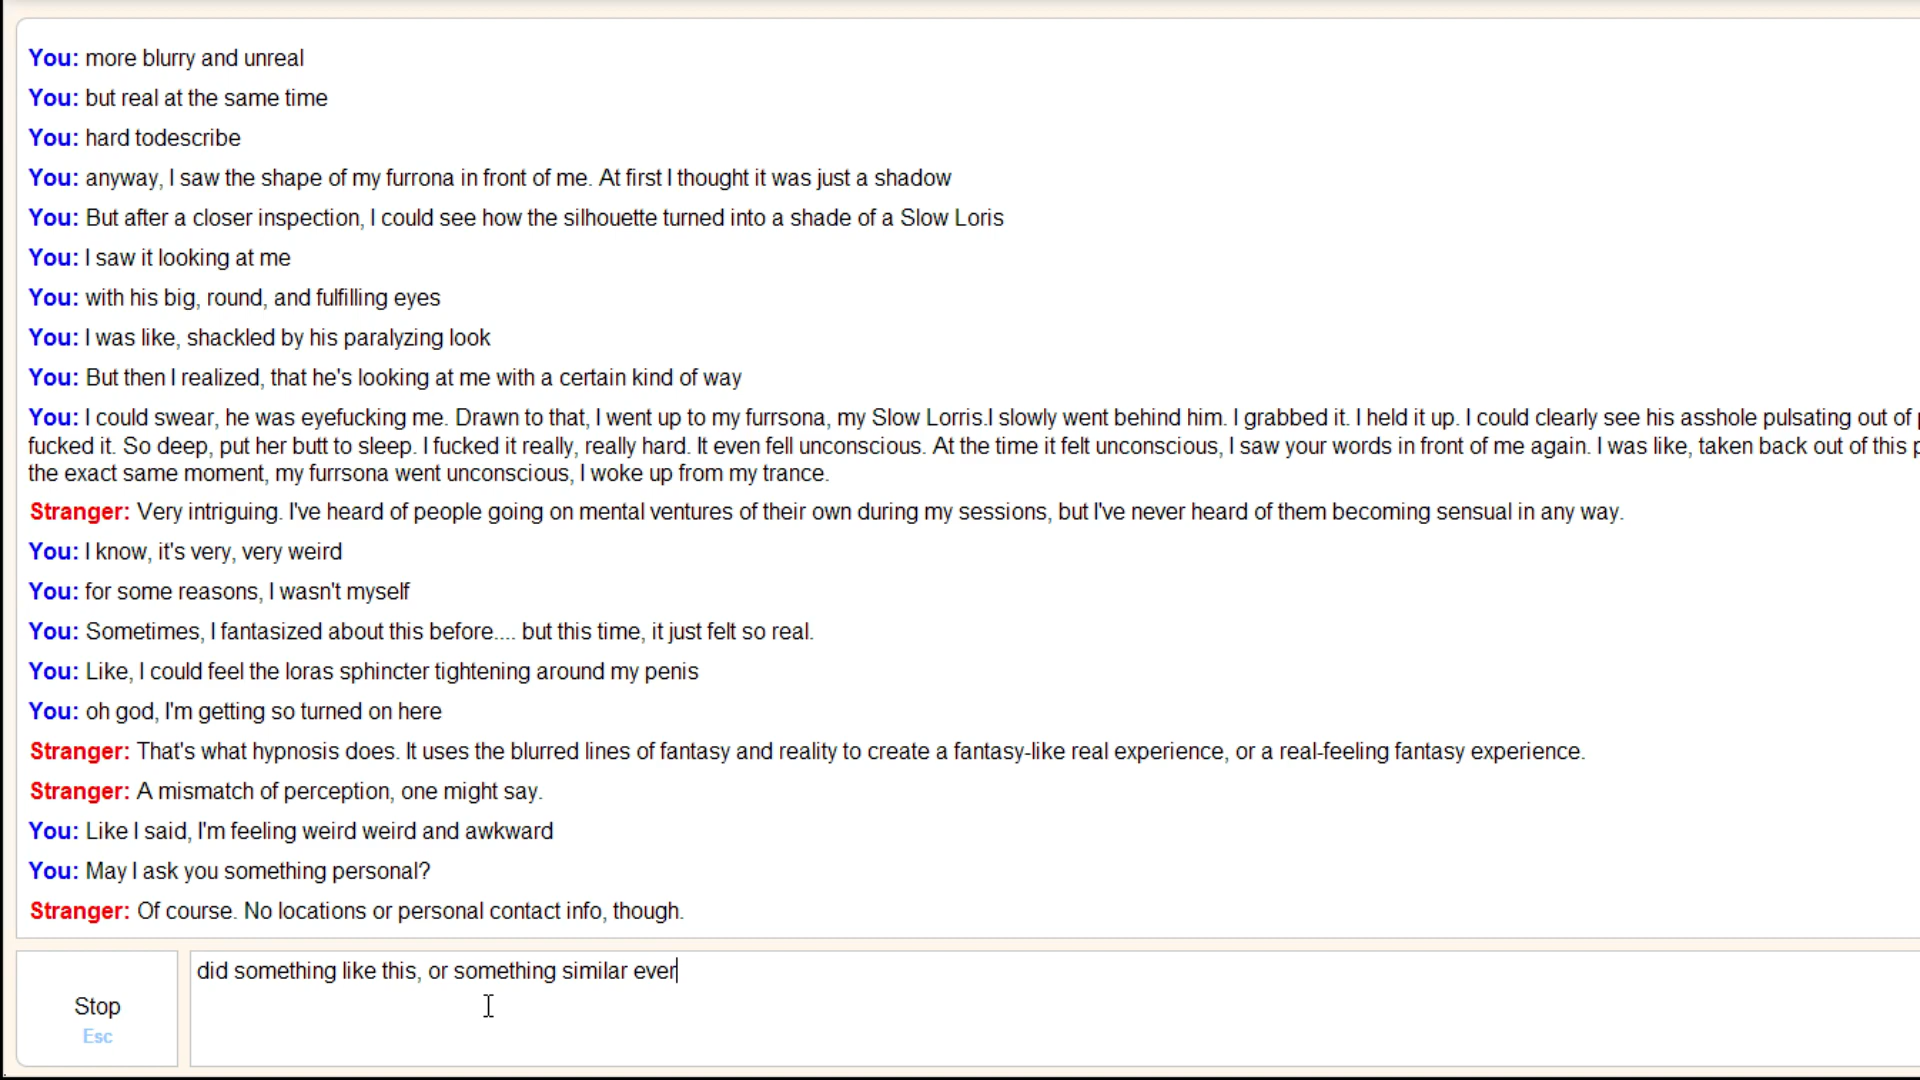 You: more blurry and unreal
You: but real at the same time
You: hard todescribe
You: anyway, I saw the shape of my furrona in front of me. At first I thought it was just a shadow
You: But after a closer inspection, I could see how the silhouette turned into a shade of a Slow Loris
You: I saw it looking at me
You: with his big, round, and fulfilling eyes
You: I was like, shackled by his paralyzing look
You: But then I realized, that he's looking at me with a certain kind of way
You: I could swear, he was eyefucking me. Drawn to that, I went up to my furrsona, my Slow Lorris.I slowly went behind him. I grabbed it. I held it up. I could clearly see his asshole pulsating out of
fucked it. So deep, put her butt to sleep. I fucked it really, really hard. It even fell unconscious. At the time it felt unconscious, I saw your words in front of me again. I was like, taken back out of this
the exact same moment, my furrsona went unconscious, I woke up from my trance.
Stranger: Very intriguing. I've heard of people going on mental ventures of their own during my sessions, but I've never heard of them becoming sensual in any way.
You: I know, it's very, very weird
You: for some reasons, I wasn't myself
You: Sometimes, I fantasized about this before.... but this time, it just felt so real.
You: Like, I could feel the loras sphincter tightening around my penis
You: oh god, I'm getting so turned on here
Stranger: That's what hypnosis does. It uses the blurred lines of fantasy and reality to create a fantasy-like real experience, or a real-feeling fantasy experience.
Stranger: A mismatch of perception, one might say.
You: Like I said, I'm feeling weird weird and awkward
You: May I ask you something personal?
Stranger: Of course. No locations or personal contact info, though.
did something like this, or something similar ever
Stop
Esc